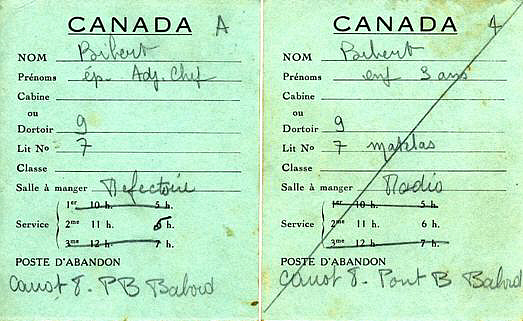 CANADA A
NOM Bibert
Prénoms ép. Adj. Chef
Cabine
ou
Dortoir 9
Lit No 7
Classe
Salle à manger Refectoire
Service
1er 10 h. 5 h.
2me 11 h. 6 h.
3me 12 h. 7 h.
POSTE D'ABANDON
Canot 8. PB Babord
CANADA 4
NOM Bibert
Prénoms enf 3 ans
Cabine
ou
Dortoir 9
Lit No 7 matelas
Classe
Salle à manger Radio
Service
1er 10 h. 5 h.
2me 11 h. 6 h.
3me 12 h. 7 h.
POSTE D'ABANDON
Canot 8. Pont B Babord